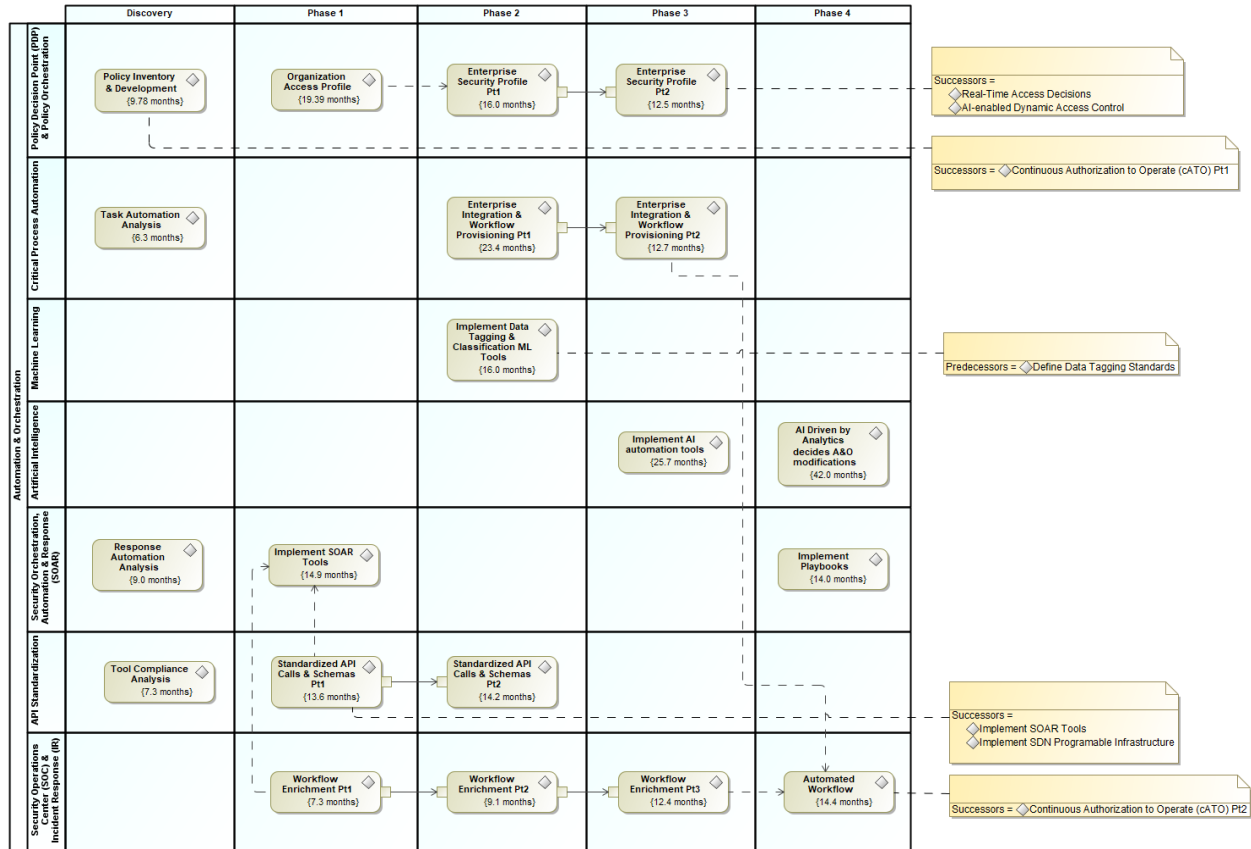 Discovery
Phase 1
Phase 2
Phase 3
Phase 4
Automation & Orchestration
Policy Decision Point (PDP)
& Policy Orchestration
Policy Inventory
& Development
{9.78 months}
Organization
Access Profile
{19.39 months}
Enterprise
Security Profile
Pt1
{16.0 months}
Enterprise
Security Profile
Pt2
{12.5 months}
Successors =
Real-Time Access Decisions
AI-enabled Dynamic Access Control
Successors = Continuous Authorization to Operate (cATO) Pt1
Critical Process Automation
Task Automation
Analysis
{6.3 months}
Enterprise
Integration &
Workflow
Provisioning Pt1
{23.4 months}
Enterprise
Integration &
Workflow
Provisioning Pt2
{12.7 months}
Machine Learning
Implement Data
Tagging &
Classification ML
Tools
{16.0 months}
Predecessors = Define Data Tagging Standards
Artificial Intelligence
Implement AI
automation tools
{25.7 months}
AI Driven by
Analytics
decides A&O
modifications
{42.0 months}
Security Orchestration,
Automation & Response
(SOAR)
Response
Automation
Analysis
{9.0 months}
Implement SOAR
Tools
{14.9 months}
Implement
Playbooks
{14.0 months}
API Standardization
Tool Compliance
Analysis
{7.3 months}
Standardized API
Calls & Schemas
Pt1
{13.6 months}
Standardized API
Calls & Schemas
Pt2
{14.2 months}
Successors =
Implement SOAR Tools
Implement SDN Programable Infrastructure
Security Operations
Center (SOC) &
Incident Response (IR)
Workflow
Enrichment Pt1
{7.3 months}
Workflow
Enrichment Pt2
{9.1 months}
Workflow
Enrichment Pt3
{12.4 months}
Automated
Workflow
{14.4 months}
Successors = Continuous Authorization to Operate (cATO) Pt2